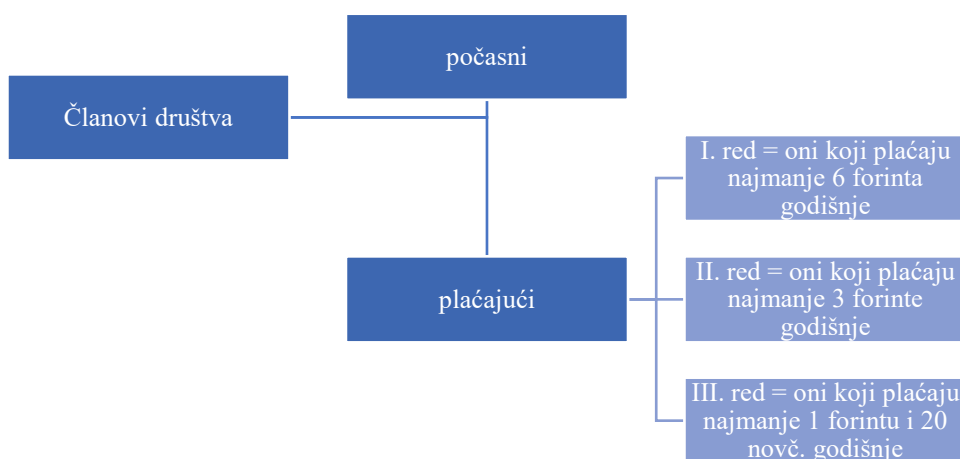 počasni
Članovi društva
I. red = oni koji plaćaju
najmanje 6 forinta
godišnje
plaćajući
II. red = oni koji plaćaju
najmanje 3 forinte
godišnje
III. red = oni koji plaćaju
najmanje 1 forintu i 20
novč. godišnje